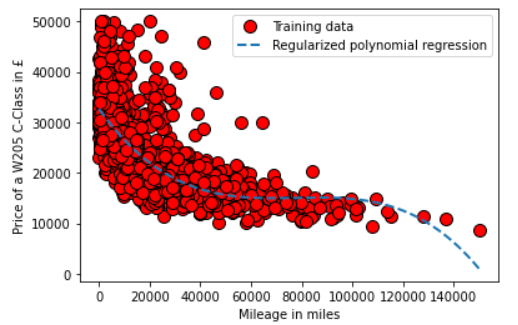 Training data
Regularized polynomial regression
Price of a W205 C-Class in £
50000
40000
30000
20000
10000
0
0 20000 40000 60000 80000 100000 120000 140000
Mileage in miles